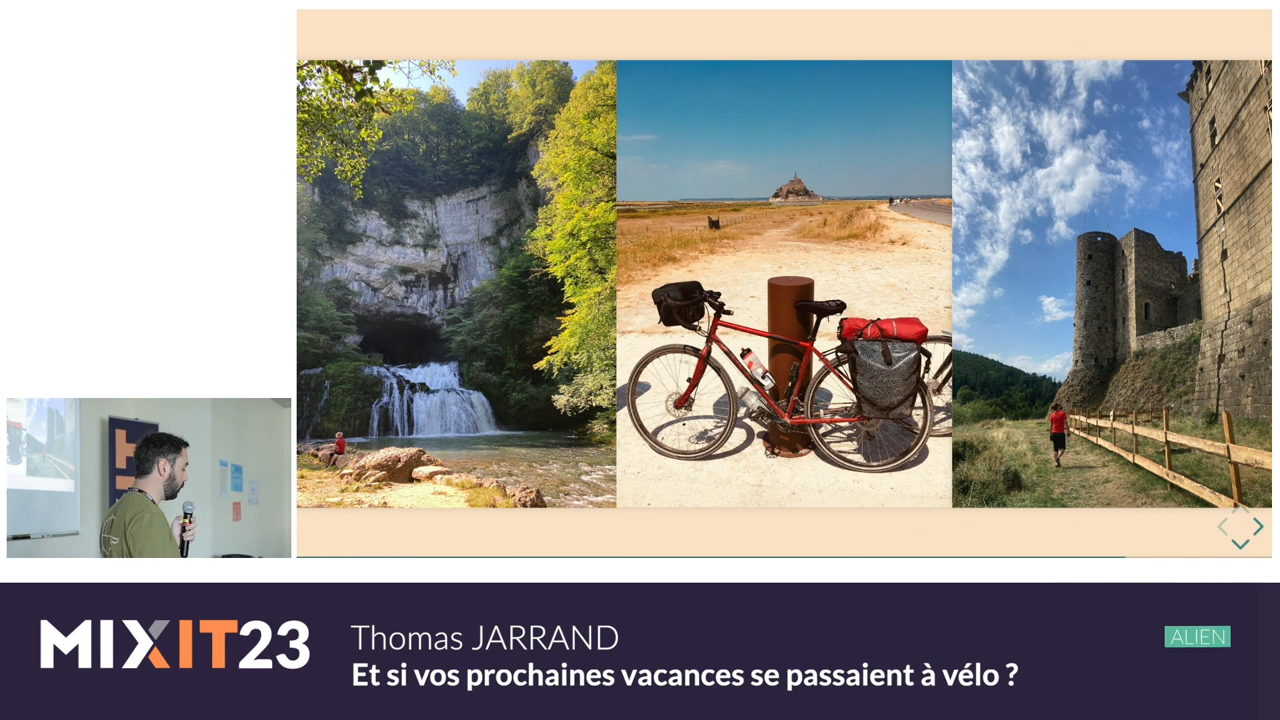 MIXIT23
Thomas JARRAND
ALIEN
Et si vos prochaines vacances se passaient à vélo ?